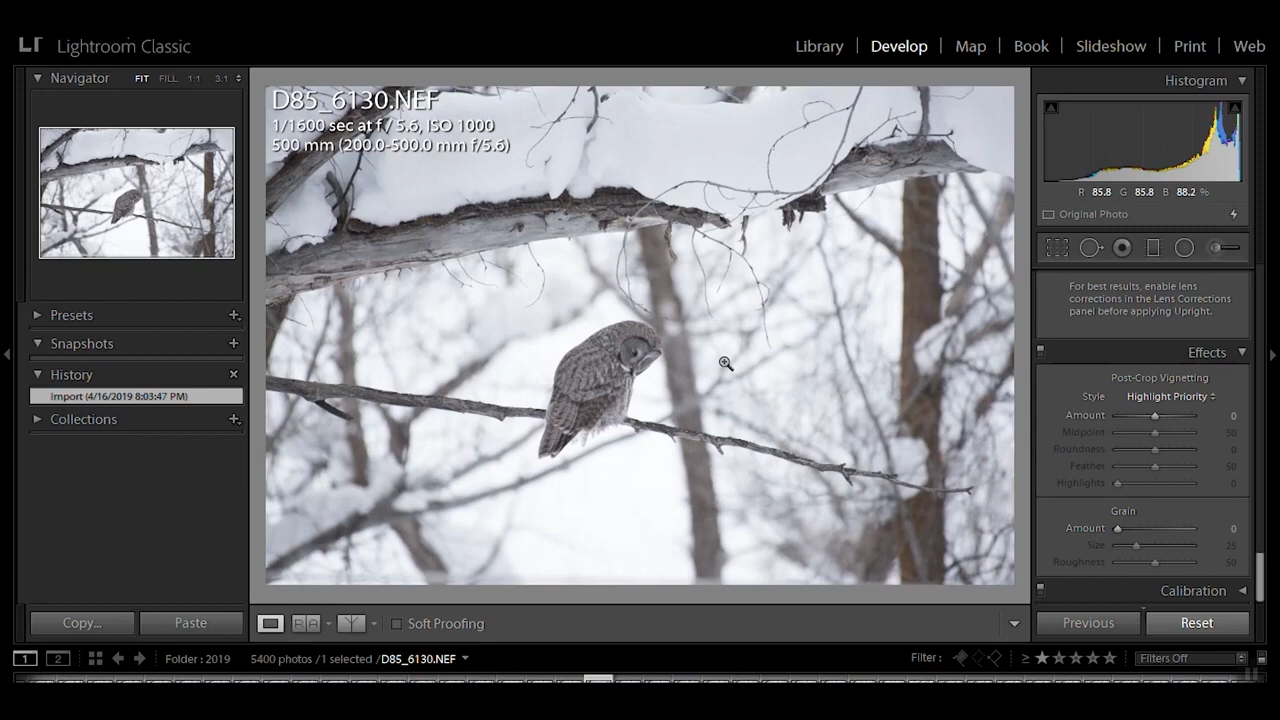 Lr Lightroom Classic
Library | Develop | Map | Book | Slideshow | Print | Web
Navigator FIT FILL 1:1 3:1
Presets
Snapshots
History
Import (4/16/2019 8:03:47 PM)
Collections
Copy... Paste
D85_6130.NEF
1/1600 sec at f / 5.6, ISO 1000
500 mm (200.0-500.0 mm f/5.6)
RA
Y
Soft Proofing
Histogram
R 85.8 G 85.8 B 88.2 %
Original Photo
For best results, enable lens
corrections in the Lens Corrections
panel before applying Upright.
Effects
Post-Crop Vignetting
Style Highlight Priority
Amount 0
Midpoint 50
Roundness 0
Feather 50
Highlights 0
Grain
Amount 0
Size 25
Roughness 50
Calibration
Previous Reset
1 2 Folder : 2019 5400 photos /1 selected /D85_6130.NEF Filter : ≥ Filters Off